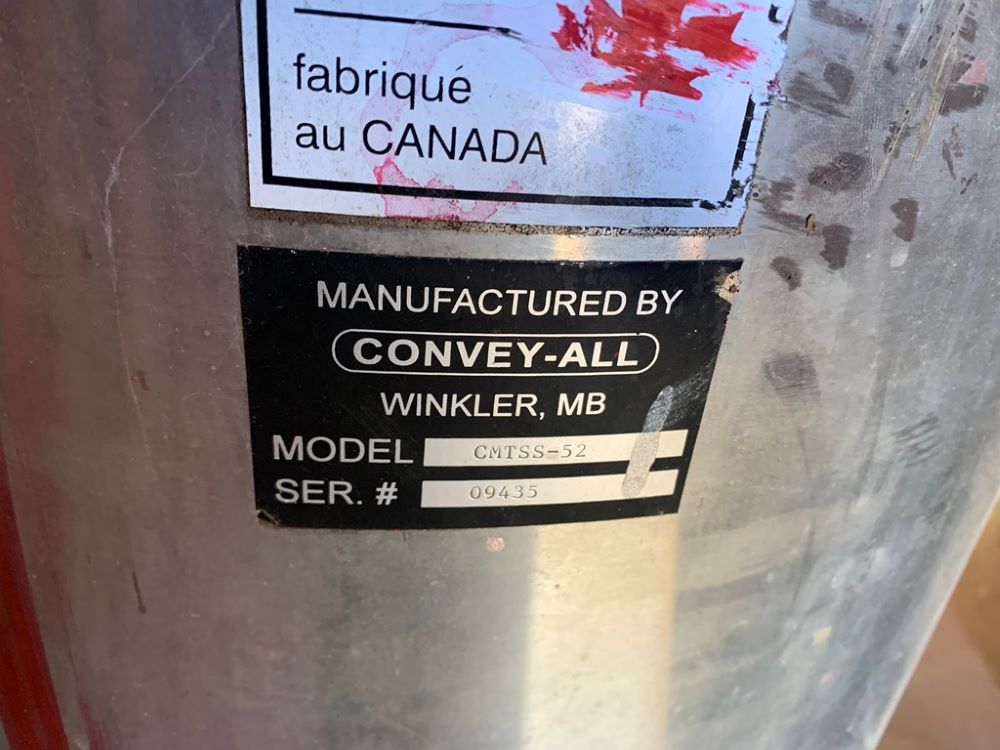 fabriqué
au CANADA
MANUFACTURED BY
CONVEY-ALL
WINKLER, MB
MODEL CMTSS-52
SER. # 09435